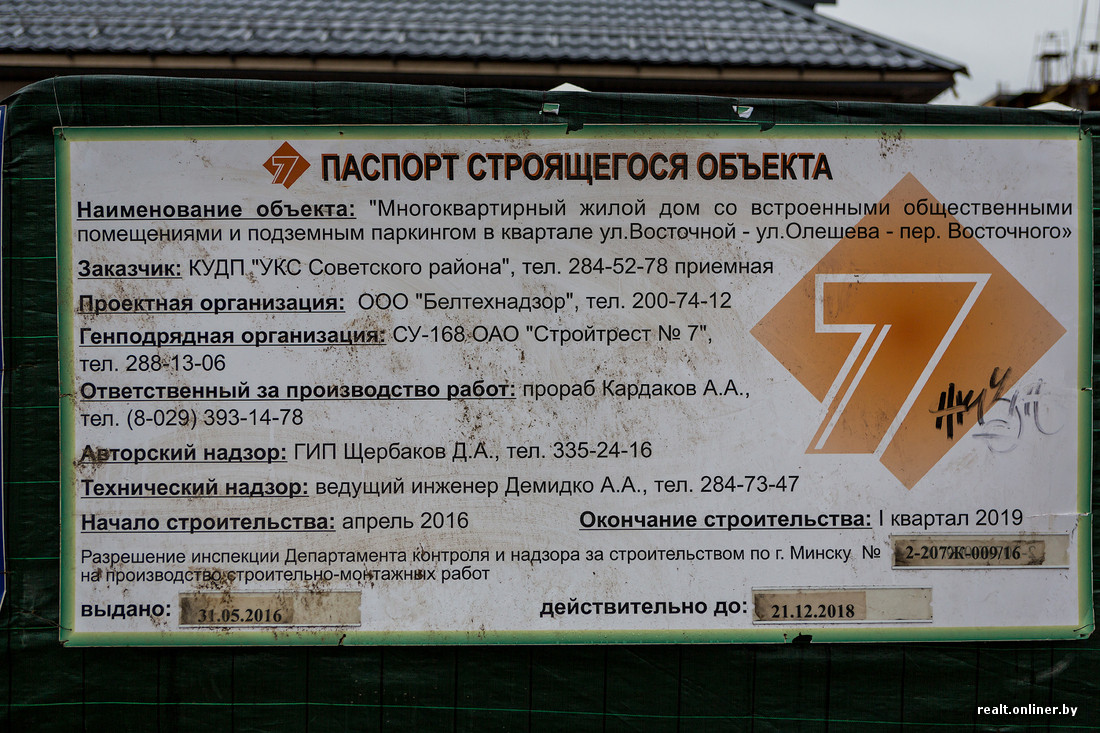 7 ПАСПОРТ СТРОЯЩЕГОСЯ ОБЪЕКТА
Наименование объекта: "Многоквартирный жилой дом со встроенными общественными
помещениями и подземным паркингом в квартале ул.Восточной - ул.Олешева - пер. Восточного»
Заказчик: КУДП "УКС Советского района", тел. 284-52-78 приемная
Проектная организация: ООО "Белтехнадзор", тел. 200-74-12
Генподрядная организация: СУ-168 ОАО "Стройтрест № 7",
тел. 288-13-06
Ответственный за производство работ: прораб Кардаков А.А.,
тел. (8-029) 393-14-78
Авторский надзор: ГИП Щербаков Д.А., тел. 335-24-16
Технический надзор: ведущий инженер Демидко А.А., тел. 284-73-47
7
Начало строительства: апрель 2016 Окончание строительства: I квартал 2019
Разрешение инспекции Департамента контроля и надзора за строительством по г. Минску № 2-207Ж-009/16
на производство строительно-монтажных работ
выдано: 31.05.2016 действительно до: 21.12.2018
realt.onliner.by